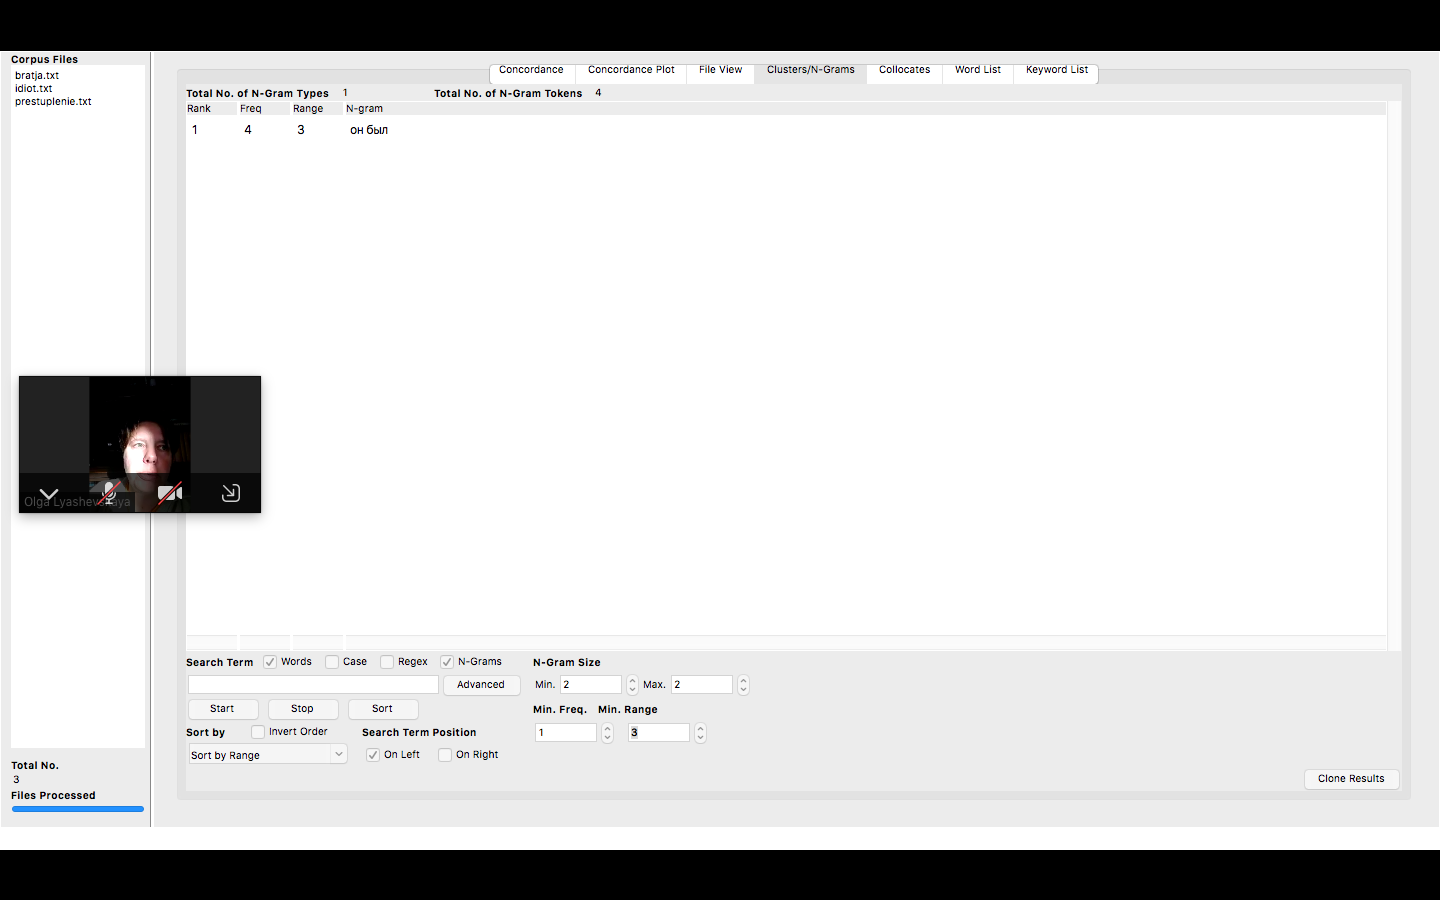 Corpus Files
bratja.txt
idiot.txt
prestuplenie.txt
Concordance Concordance Plot File View Clusters/N-Grams Collocates Word List Keyword List
Total No. of N-Gram Types 1 Total No. of N-Gram Tokens 4
Rank Freq Range N-gram
1 4 3 он был
Olga Lyashevskaya
Search Term Words Case Regex N-Grams N-Gram Size
Advanced Min. 2 Max. 2
Start Stop Sort Min. Freq. Min. Range
Sort by Invert Order Search Term Position 1 3
Sort by Range On Left On Right
Total No.
3
Files Processed
Clone Results